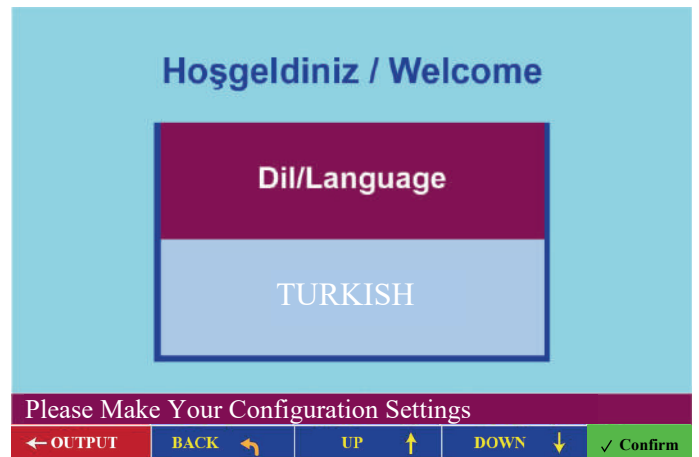 Hoşgeldiniz / Welcome
Dil/Language
TURKISH
Please Make Your Configuration Settings
← OUTPUT BACK ↰ UP ↑ DOWN ↓ ✓ Confirm